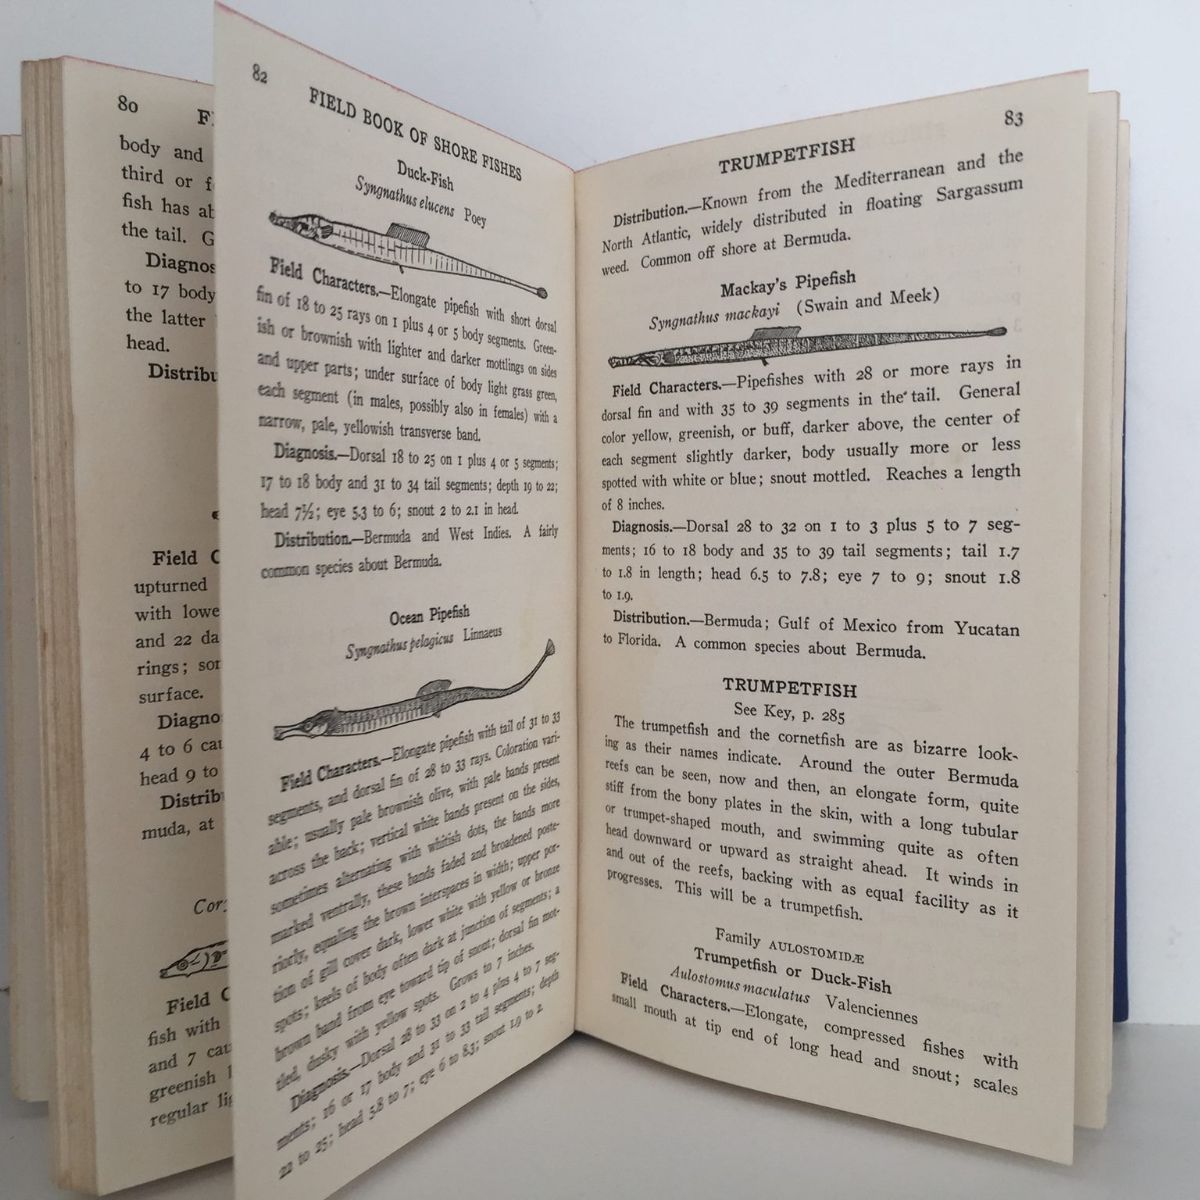 80
F
body and
third or f
fish has ab
the tail. G
Diagnos
to 17 body
the latter
head.
Distribu
Field C
upturned
with lowe
and 22 da
rings; sor
surface.
Diagno
4 to 6 cau
head 9 to
Distrib
muda, at
Cory
Field C
fish with
and 7 cau
greenish l
regular lig
82
FIELD BOOK OF SHORE FISHES
Duck-Fish
Syngnathus elucens Poey
Field Characters.—Elongate pipefish with short dorsal
fin of 18 to 25 rays on 1 plus 4 or 5 body segments. Green-
ish or brownish with lighter and darker mottlings on sides
and upper parts; under surface of body light grass green,
each segment (in males, possibly also in females) with a
narrow, pale, yellowish transverse band.
Diagnosis.—Dorsal 18 to 25 on 1 plus 4 or 5 segments;
17 to 18 body and 31 to 34 tail segments; depth 19 to 22;
head 7½; eye 5.3 to 6; snout 2 to 2.1 in head.
Distribution.—Bermuda and West Indies. A fairly
common species about Bermuda.
Ocean Pipefish
Syngnathus pelagicus Linnaeus
Field Characters.—Elongate pipefish with tail of 31 to 33
segments, and dorsal fin of 28 to 33 rays. Coloration vari-
able; usually pale brownish olive, with pale bands present
across the back; vertical white bands present on the sides,
sometimes alternating with whitish dots, the bands more
marked ventrally, these bands faded and broadened poste-
riorly, equaling the brown interspaces in width; upper por-
tion of gill cover dark, lower white with yellow or bronze
spots; keels of body often dark at junction of segments; a
brown band from eye toward tip of snout; dorsal fin mot-
tled, dusky with yellow spots. Grows to 7 inches.
Diagnosis.—Dorsal 28 to 33 on 2 to 4 plus 4 to 7 seg-
ments; 16 or 17 body and 31 to 33 tail segments; depth
22 to 25; head 5.8 to 7; eye 6 to 8.3; snout 1.9 to 2.
83
TRUMPETFISH
Distribution.—Known from the Mediterranean and the
North Atlantic, widely distributed in floating Sargassum
weed. Common off shore at Bermuda.
Mackay's Pipefish
Syngnathus mackayi (Swain and Meek)
Field Characters.—Pipefishes with 28 or more rays in
dorsal fin and with 35 to 39 segments in the tail. General
color yellow, greenish, or buff, darker above, the center of
each segment slightly darker, body usually more or less
spotted with white or blue; snout mottled. Reaches a length
of 8 inches.
Diagnosis.—Dorsal 28 to 32 on 1 to 3 plus 5 to 7 seg-
ments; 16 to 18 body and 35 to 39 tail segments; tail 1.7
to 1.8 in length; head 6.5 to 7.8; eye 7 to 9; snout 1.8
to 1.9.
Distribution.—Bermuda; Gulf of Mexico from Yucatan
to Florida. A common species about Bermuda.
TRUMPETFISH
See Key, p. 285
The trumpetfish and the cornetfish are as bizarre look-
ing as their names indicate. Around the outer Bermuda
reefs can be seen, now and then, an elongate form, quite
stiff from the bony plates in the skin, with a long tubular
or trumpet-shaped mouth, and swimming quite as often
head downward or upward as straight ahead. It winds in
and out of the reefs, backing with as equal facility as it
progresses. This will be a trumpetfish.
Family AULOSTOMIDÆ
Trumpetfish or Duck-Fish
Aulostomus maculatus Valenciennes
Field Characters.—Elongate, compressed fishes with
small mouth at tip end of long head and snout; scales